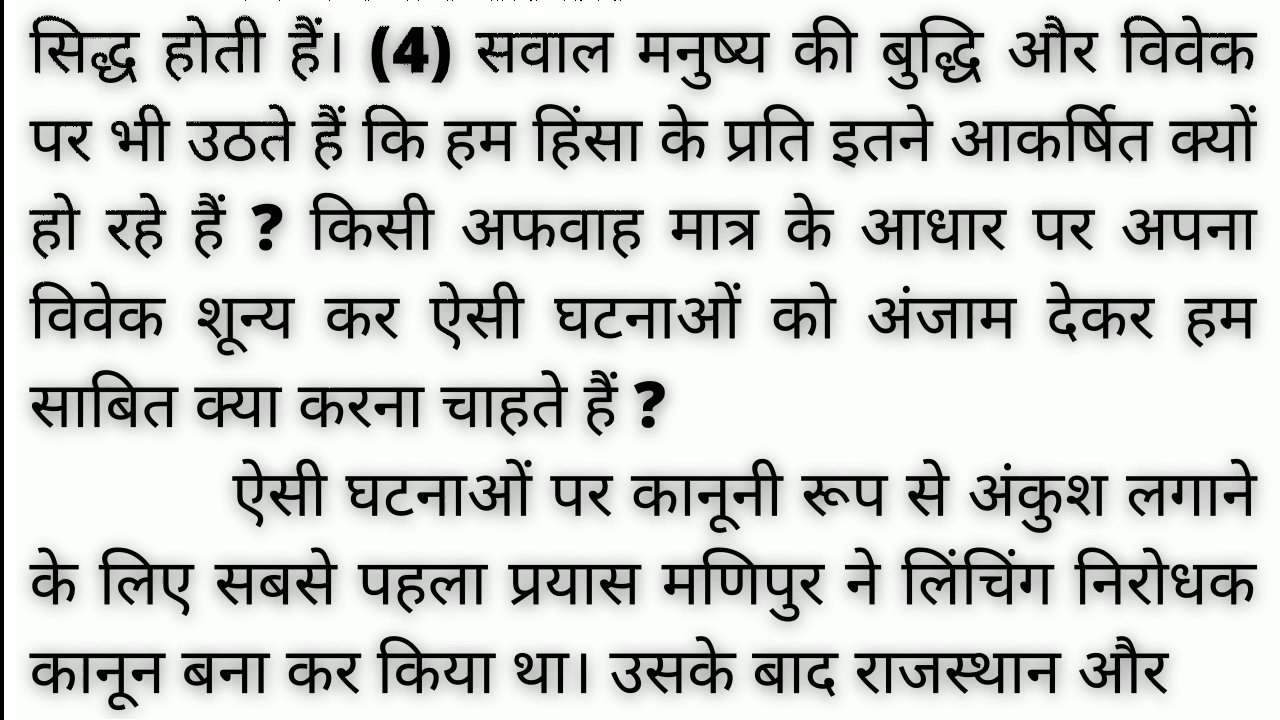 सिद्ध होती हैं। (4) सवाल मनुष्य की बुद्धि और विवेक
पर भी उठते हैं कि हम हिंसा के प्रति इतने आकर्षित क्यों
हो रहे हैं ? किसी अफवाह मात्र के आधार पर अपना
विवेक शून्य कर ऐसी घटनाओं को अंजाम देकर हम
साबित क्या करना चाहते हैं ?
ऐसी घटनाओं पर कानूनी रूप से अंकुश लगाने
के लिए सबसे पहला प्रयास मणिपुर ने लिंचिंग निरोधक
कानून बना कर किया था। उसके बाद राजस्थान और